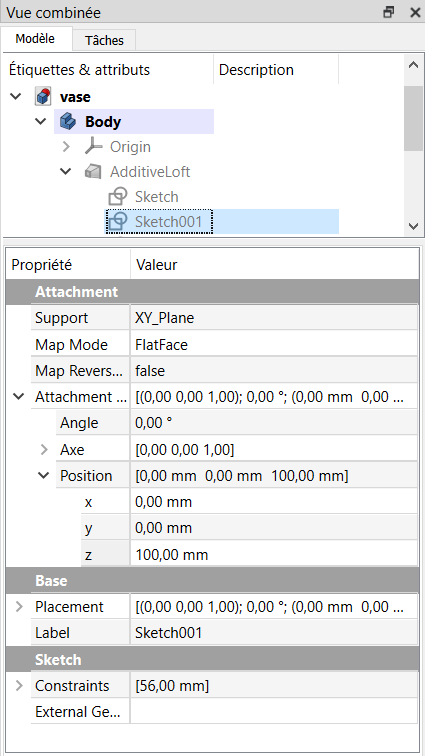 Vue combinée
Modèle Tâches
Étiquettes & attributs Description
vase
Body
Origin
AdditiveLoft
Sketch
Sketch001
Propriété Valeur
Attachment
Support XY_Plane
Map Mode FlatFace
Map Revers... false
Attachment ... [(0,00 0,00 1,00); 0,00 °; (0,00 mm 0,00 ...
Angle 0,00 °
Axe [0,00 0,00 1,00]
Position [0,00 mm 0,00 mm 100,00 mm]
x 0,00 mm
y 0,00 mm
z 100,00 mm
Base
Placement [(0,00 0,00 1,00); 0,00 °; (0,00 mm 0,00 ...
Label Sketch001
Sketch
Constraints [56,00 mm]
External Ge...